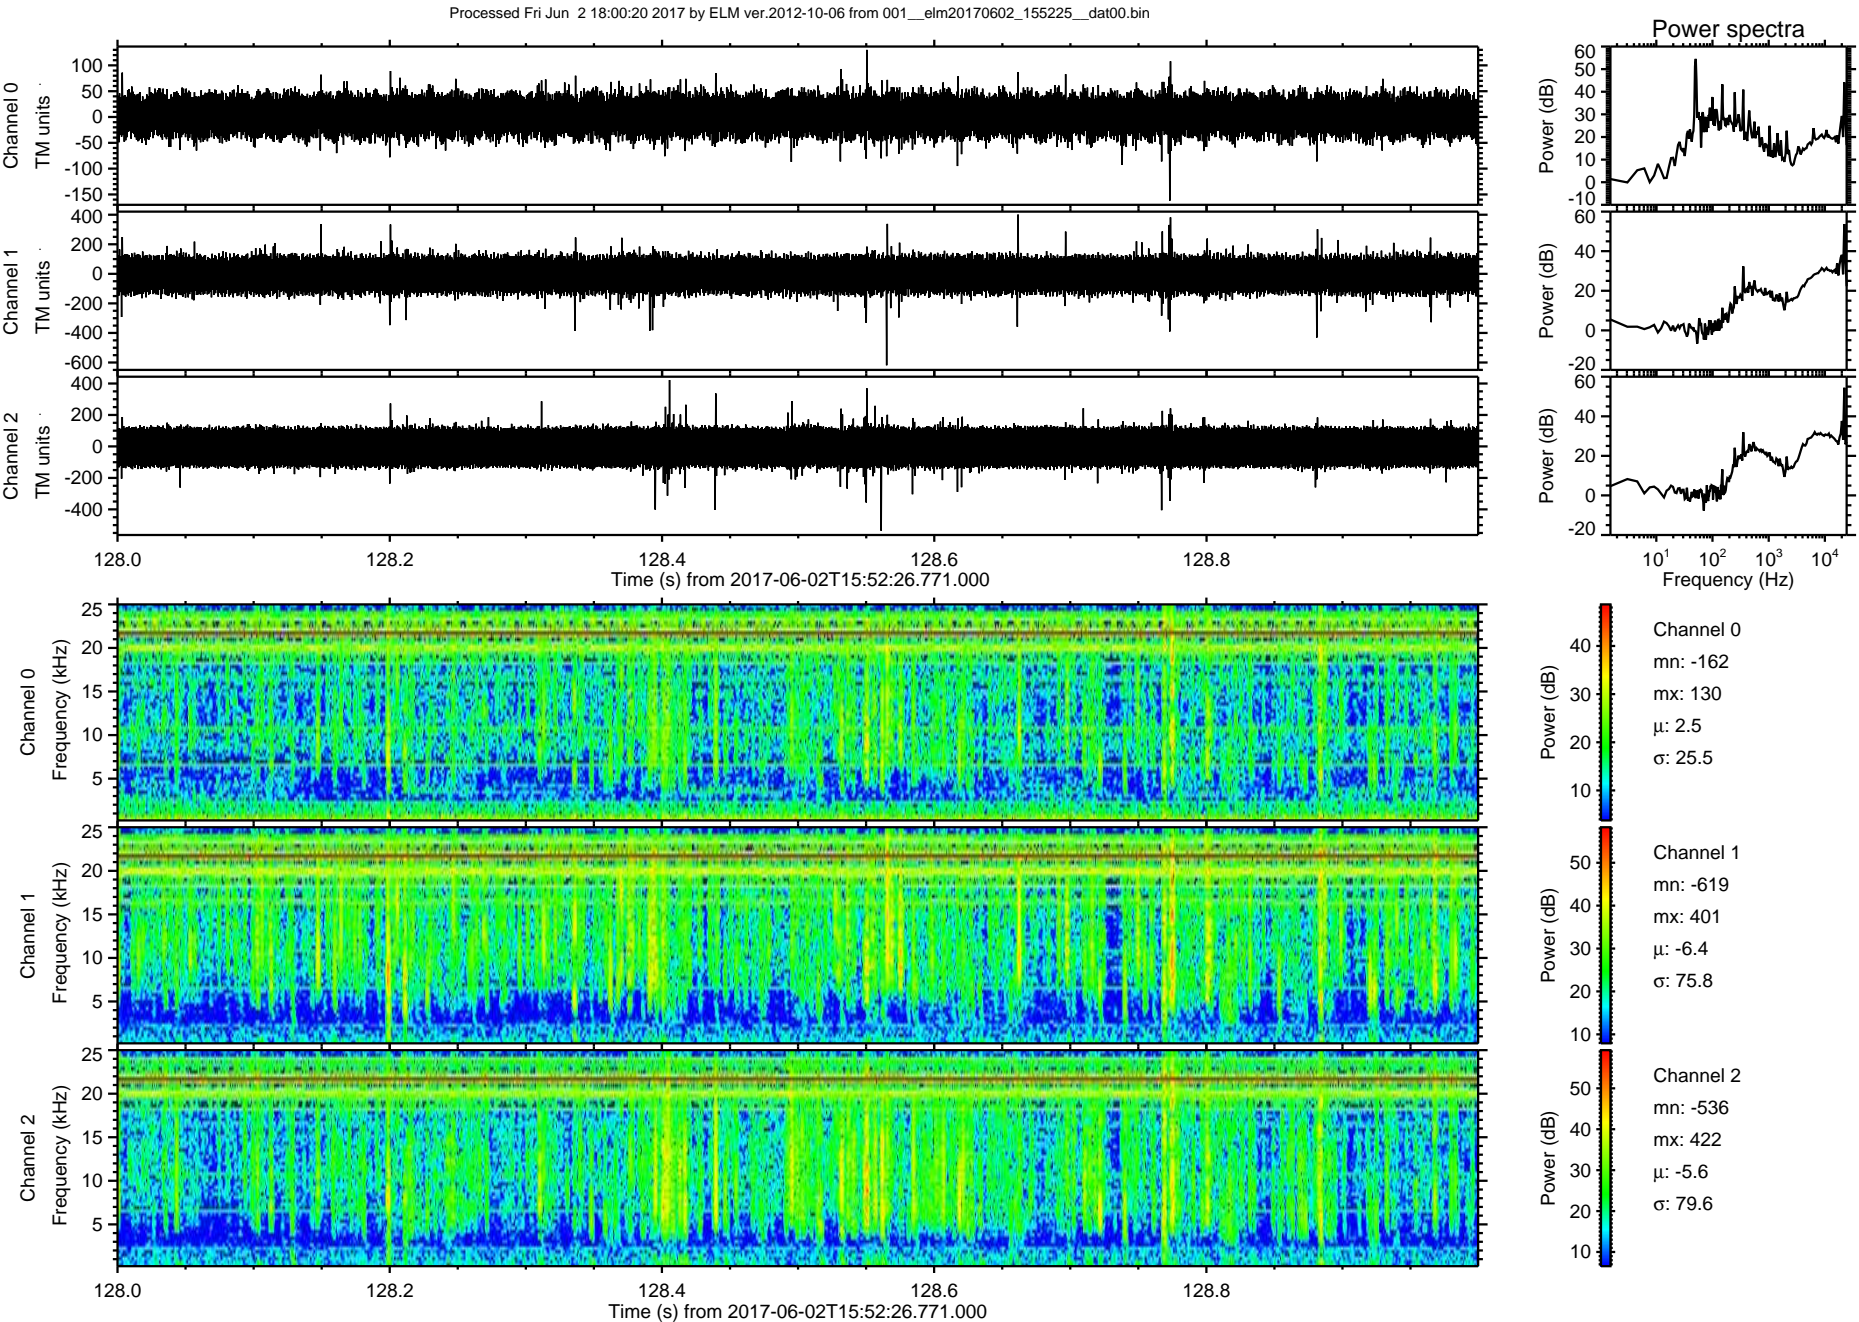 Processed Fri Jun  2 18:00:20 2017 by ELM ver.2012-10-06 from 001__elm20170602_155225__dat00.bin
Power spectra
Channel 0
TM units
100
50
0
-50
-100
-150
Power (dB)
60
50
40
30
20
10
0
-10
Channel 1
TM units
400
200
0
-200
-400
-600
Power (dB)
60
40
20
0
-20
Channel 2
TM units
400
200
0
-200
-400
Power (dB)
60
40
20
0
-20
128.0 128.2 128.4 128.6 128.8
Time (s) from 2017-06-02T15:52:26.771.000
10¹ 10² 10³ 10⁴
Frequency (Hz)
Channel 0
Frequency (kHz)
25
20
15
10
5
Power (dB)
40
30
20
10
Channel 0
mn: -162
mx: 130
μ: 2.5
σ: 25.5
Channel 1
Frequency (kHz)
25
20
15
10
5
Power (dB)
50
40
30
20
10
Channel 1
mn: -619
mx: 401
μ: -6.4
σ: 75.8
Channel 2
Frequency (kHz)
25
20
15
10
5
Power (dB)
50
40
30
20
10
Channel 2
mn: -536
mx: 422
μ: -5.6
σ: 79.6
128.0 128.2 128.4 128.6 128.8
Time (s) from 2017-06-02T15:52:26.771.000